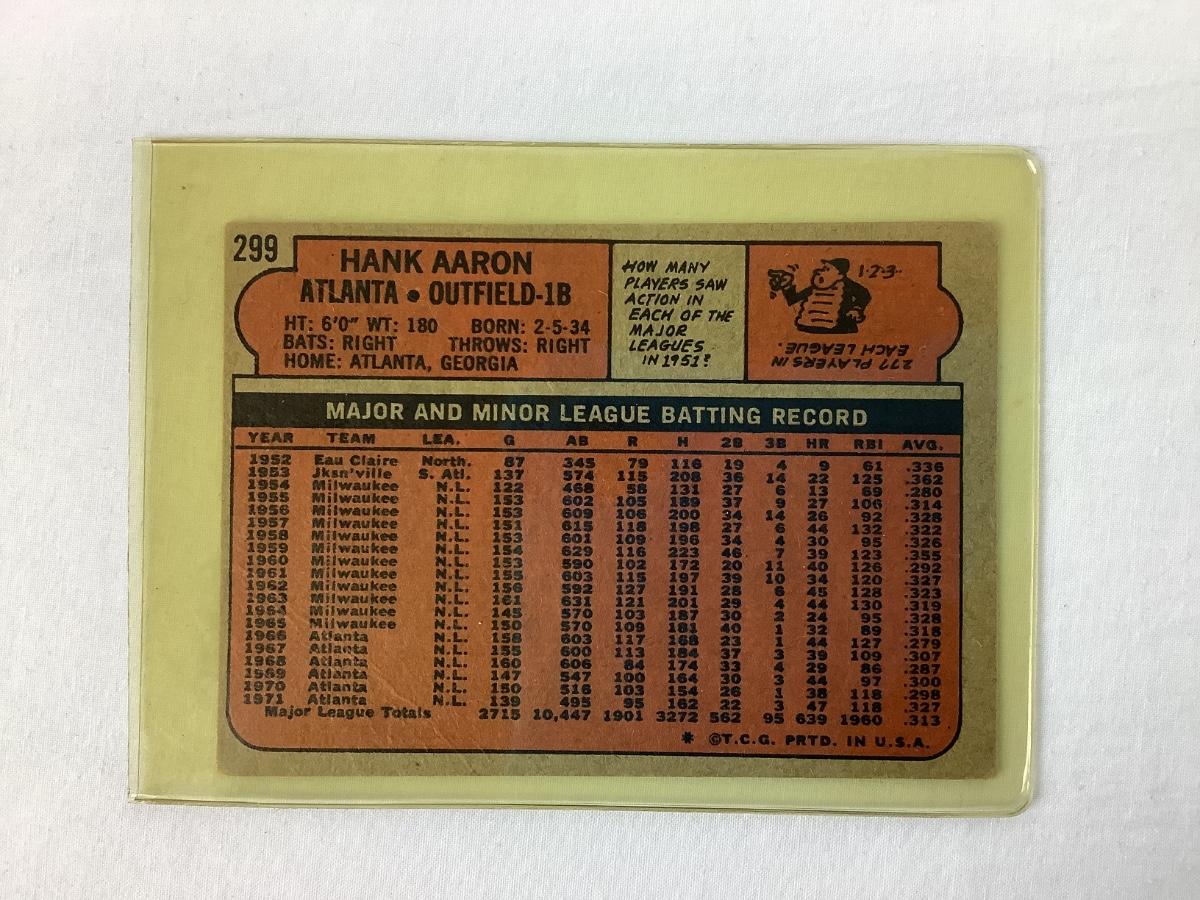 299
HANK AARON
ATLANTA • OUTFIELD-1B
HT: 6'0" WT: 180 BORN: 2-5-34
BATS: RIGHT THROWS: RIGHT
HOME: ATLANTA, GEORGIA
HOW MANY
PLAYERS SAW
ACTION IN
EACH OF THE
MAJOR
LEAGUES
IN 1951?
1-2-3-
277 PLAYERS IN
EACH LEAGUE.
MAJOR AND MINOR LEAGUE BATTING RECORD
YEAR TEAM LEA. G AB R H 2B 3B HR RBI AVG.
1952 Eau Claire North. 87 345 79 116 19 4 9 61 .336
1953 Jksn'ville S. Atl. 137 574 115 208 36 14 22 125 .362
1954 Milwaukee N.L. 122 468 58 131 27 6 13 69 .280
1955 Milwaukee N.L. 153 602 105 189 37 9 27 106 .314
1956 Milwaukee N.L. 153 609 106 200 34 14 26 92 .328
1957 Milwaukee N.L. 151 615 118 198 27 6 44 132 .322
1958 Milwaukee N.L. 153 601 109 196 34 4 30 95 .326
1959 Milwaukee N.L. 154 629 116 223 46 7 39 123 .355
1960 Milwaukee N.L. 153 590 102 172 20 11 40 126 .292
1961 Milwaukee N.L. 155 603 115 197 39 10 34 120 .327
1962 Milwaukee N.L. 156 592 127 191 28 6 45 128 .323
1963 Milwaukee N.L. 161 631 121 201 29 4 44 130 .319
1964 Milwaukee N.L. 145 570 103 187 30 2 24 95 .328
1965 Milwaukee N.L. 150 570 109 181 40 1 32 89 .318
1966 Atlanta N.L. 158 603 117 168 23 1 44 127 .279
1967 Atlanta N.L. 155 600 113 184 37 3 39 109 .307
1968 Atlanta N.L. 160 606 84 174 33 4 29 86 .287
1969 Atlanta N.L. 147 547 100 164 30 3 44 97 .300
1970 Atlanta N.L. 150 516 103 154 26 1 38 118 .298
1971 Atlanta N.L. 139 495 95 162 22 3 47 118 .327
Major League Totals 2715 10,447 1901 3272 562 95 639 1960 .313
* ©T.C.G. PRTD. IN U.S.A.